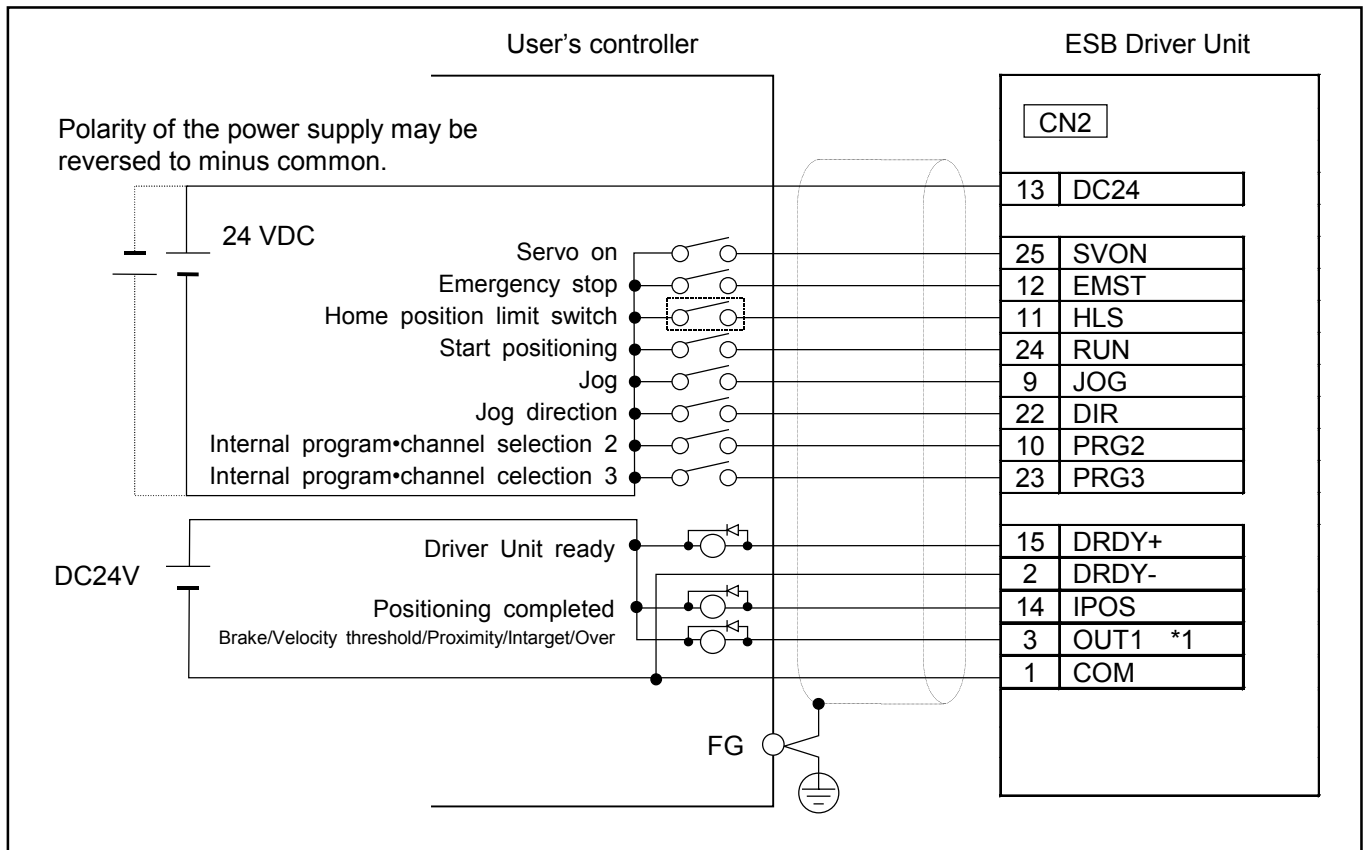 User's controller
ESB Driver Unit
CN2
Polarity of the power supply may be
reversed to minus common.
13 DC24
24 VDC
Servo on
25 SVON
Emergency stop
12 EMST
Home position limit switch
11 HLS
Start positioning
24 RUN
Jog
9 JOG
Jog direction
22 DIR
Internal program•channel selection 2
10 PRG2
Internal program•channel celection 3
23 PRG3
DC24V
Driver Unit ready
15 DRDY+
2 DRDY-
Positioning completed
14 IPOS
Brake/Velocity threshold/Proximity/Intarget/Over
3 OUT1 *1
1 COM
FG